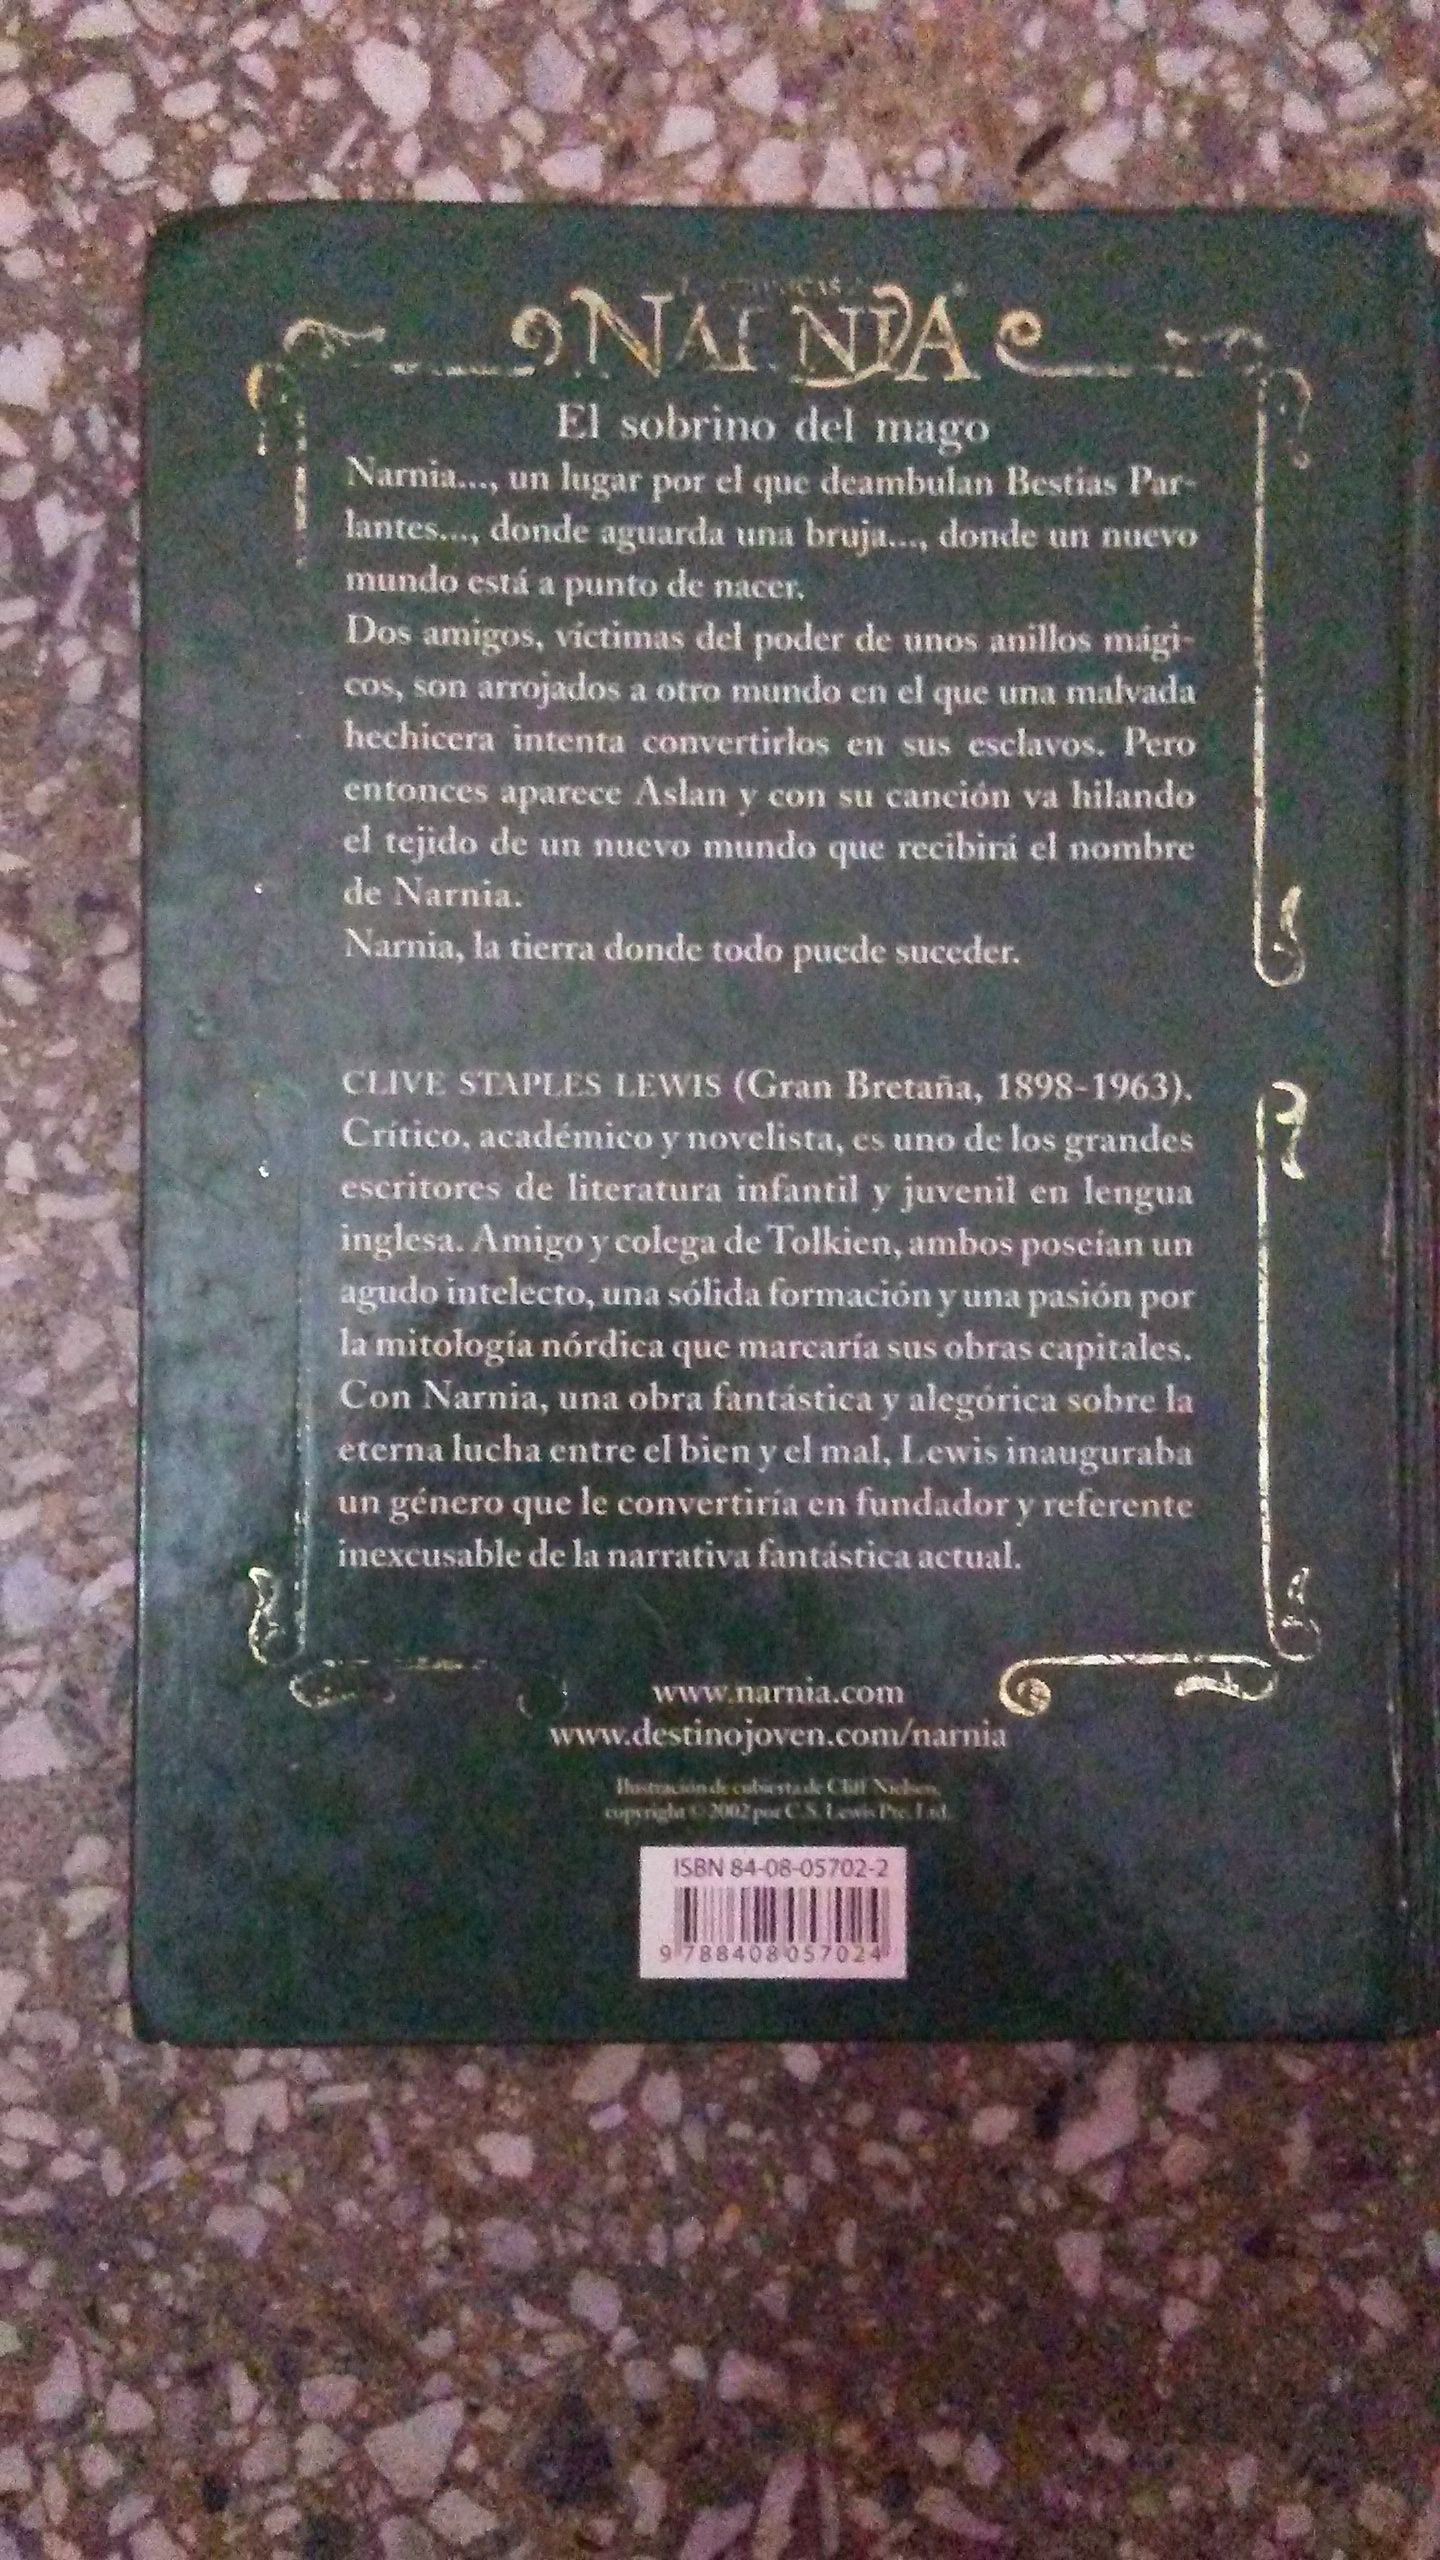 NARNIA
El sobrino del mago
Narnia..., un lugar por el que deambulan Bestias Par-
lantes..., donde aguarda una bruja..., donde un nuevo
mundo está a punto de nacer.
Dos amigos, víctimas del poder de unos anillos mági-
cos, son arrojados a otro mundo en el que una malvada
hechicera intenta convertirlos en sus esclavos. Pero
entonces aparece Aslan y con su canción va hilando
el tejido de un nuevo mundo que recibirá el nombre
de Narnia.
Narnia, la tierra donde todo puede suceder.
CLIVE STAPLES LEWIS (Gran Bretaña, 1898-1963).
Crítico, académico y novelista, es uno de los grandes
escritores de literatura infantil y juvenil en lengua
inglesa. Amigo y colega de Tolkien, ambos poseían un
agudo intelecto, una sólida formación y una pasión por
la mitología nórdica que marcaría sus obras capitales.
Con Narnia, una obra fantástica y alegórica sobre la
eterna lucha entre el bien y el mal, Lewis inauguraba
un género que le convertiría en fundador y referente
inexcusable de la narrativa fantástica actual.
www.narnia.com
www.destinojoven.com/narnia
Ilustración de cubierta de Cliff Nielsen,
copyright © 2002 por C.S. Lewis Pte. Ltd.
ISBN 84-08-05702-2
9 788408 057024